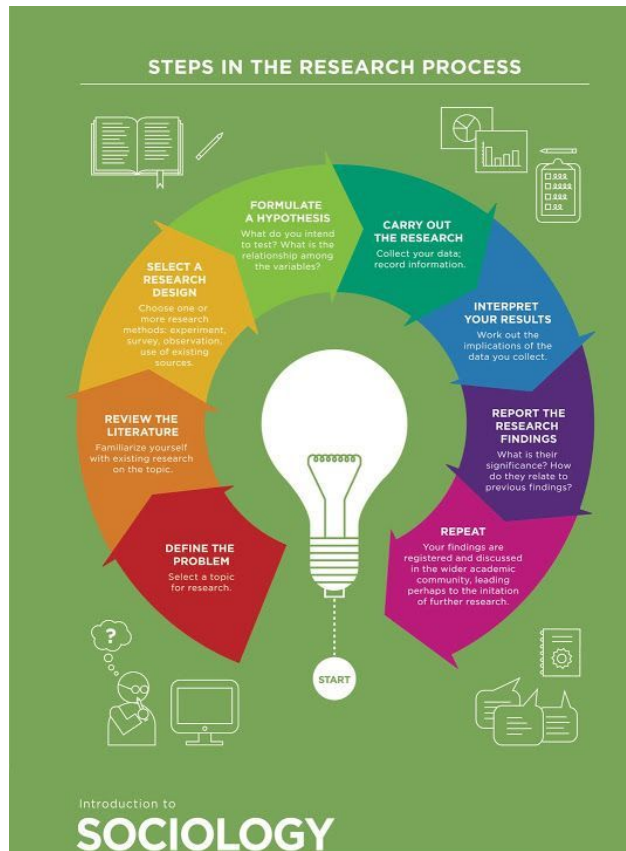 STEPS IN THE RESEARCH PROCESS
FORMULATE
A HYPOTHESIS
What do you intend
to test? What is the
relationship among
the variables?
CARRY OUT
THE RESEARCH
Collect your data;
record information.
SELECT A
RESEARCH
DESIGN
Choose one or
more research
methods: experiment,
survey, observation,
use of existing
sources.
INTERPRET
YOUR RESULTS
Work out the
implications of the
data you collect.
REVIEW THE
LITERATURE
Familiarize yourself
with existing research
on the topic.
REPORT THE
RESEARCH
FINDINGS
What is their
significance? How
do they relate to
previous findings?
DEFINE THE
PROBLEM
Select a topic
for research.
REPEAT
Your findings are
registered and discussed
in the wider academic
community, leading
perhaps to the initation
of further research.
?
START
Introduction to
SOCIOLOGY